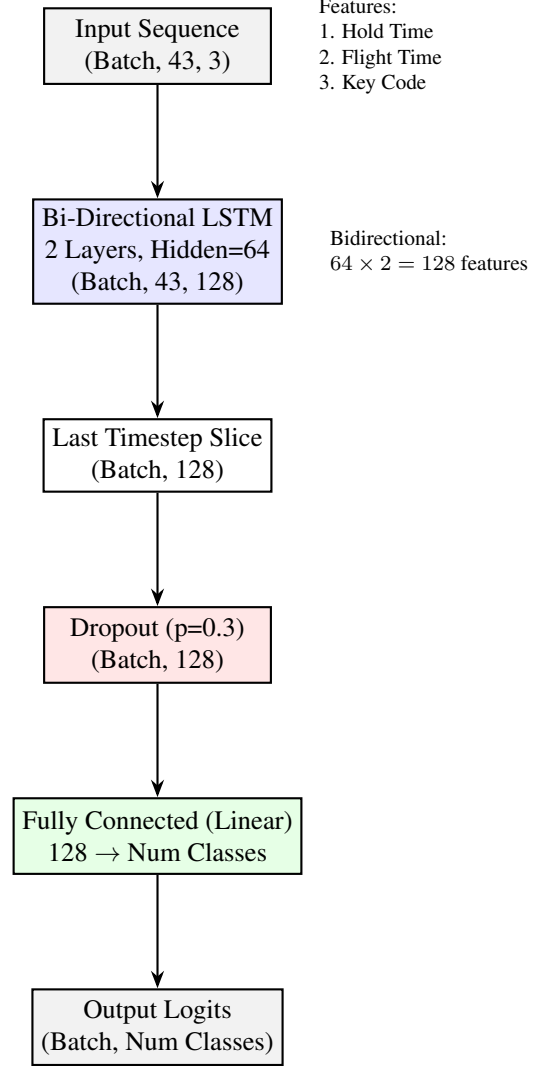 Input Sequence
(Batch, 43, 3)
Features:
1. Hold Time
2. Flight Time
3. Key Code
Bi-Directional LSTM
2 Layers, Hidden=64
(Batch, 43, 128)
Bidirectional:
64 × 2 = 128 features
Last Timestep Slice
(Batch, 128)
Dropout (p=0.3)
(Batch, 128)
Fully Connected (Linear)
128 → Num Classes
Output Logits
(Batch, Num Classes)